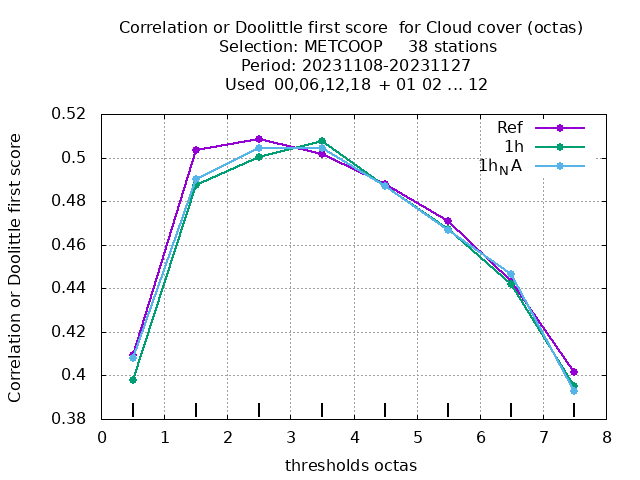 Correlation or Doolittle first score  for Cloud cover (octas)
Selection: METCOOP     38 stations
Period: 20231108-20231127
Used  00,06,12,18  + 01 02 ... 12
Correlation or Doolittle first score
0.52
0.5
0.48
0.46
0.44
0.42
0.4
0.38
Ref
1h
1h_NA
0 1 2 3 4 5 6 7 8
thresholds octas